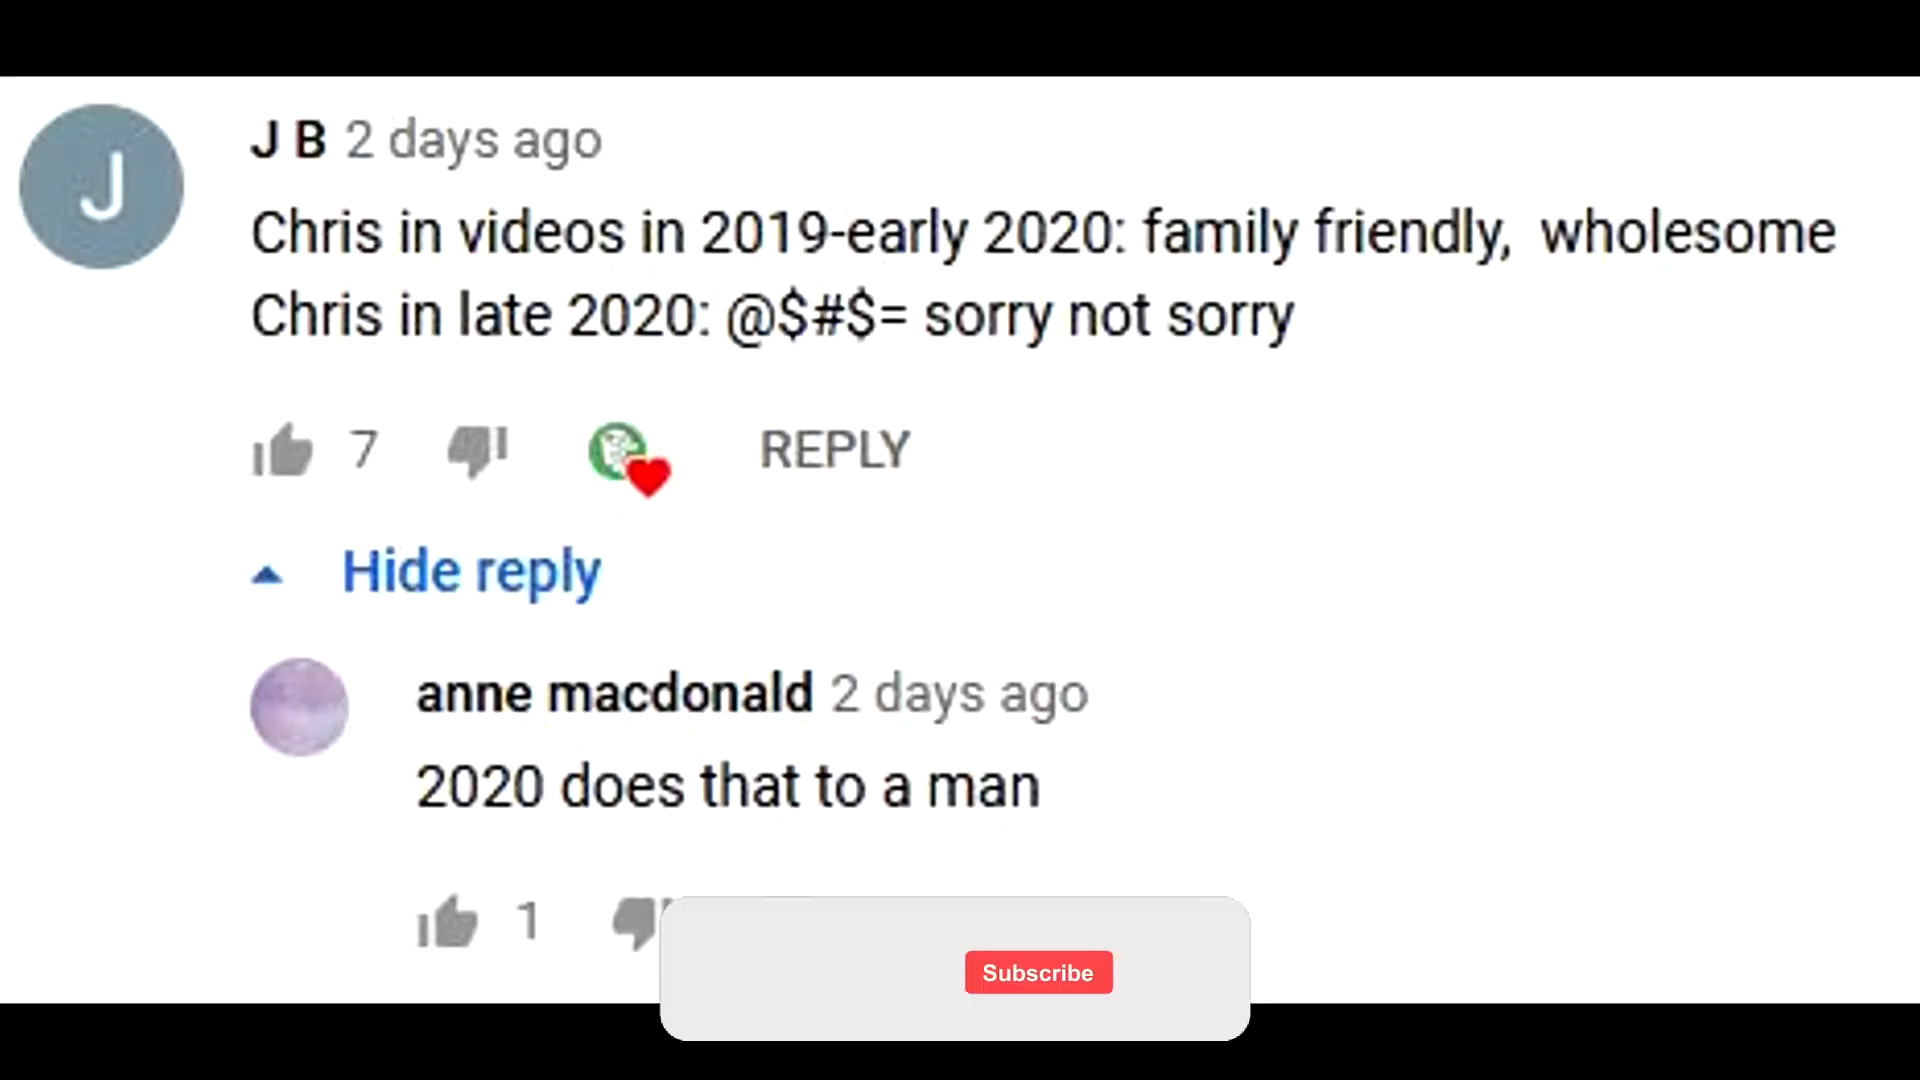 J
J B 2 days ago
Chris in videos in 2019-early 2020: family friendly,  wholesome
Chris in late 2020: @$#$= sorry not sorry
7
REPLY
Hide reply
anne macdonald 2 days ago
2020 does that to a man
1
Subscribe